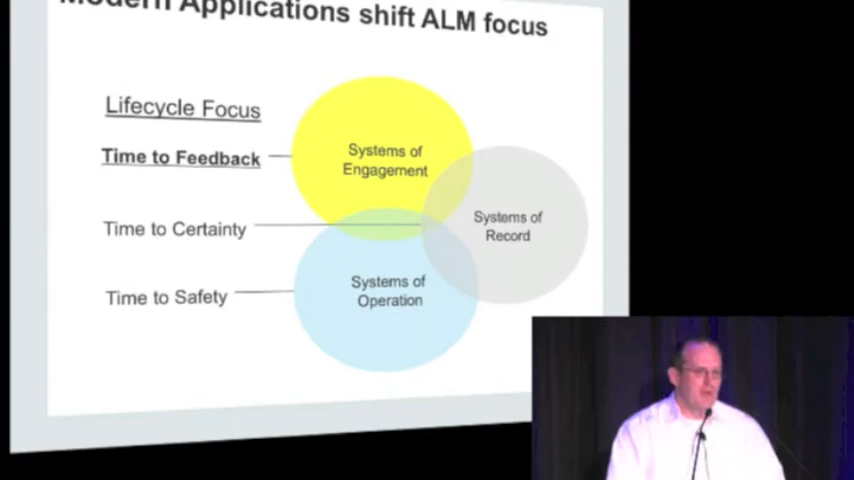 Modern Applications shift ALM focus
Lifecycle Focus
Time to Feedback
Time to Certainty
Time to Safety
Systems of
Engagement
Systems of
Record
Systems of
Operation